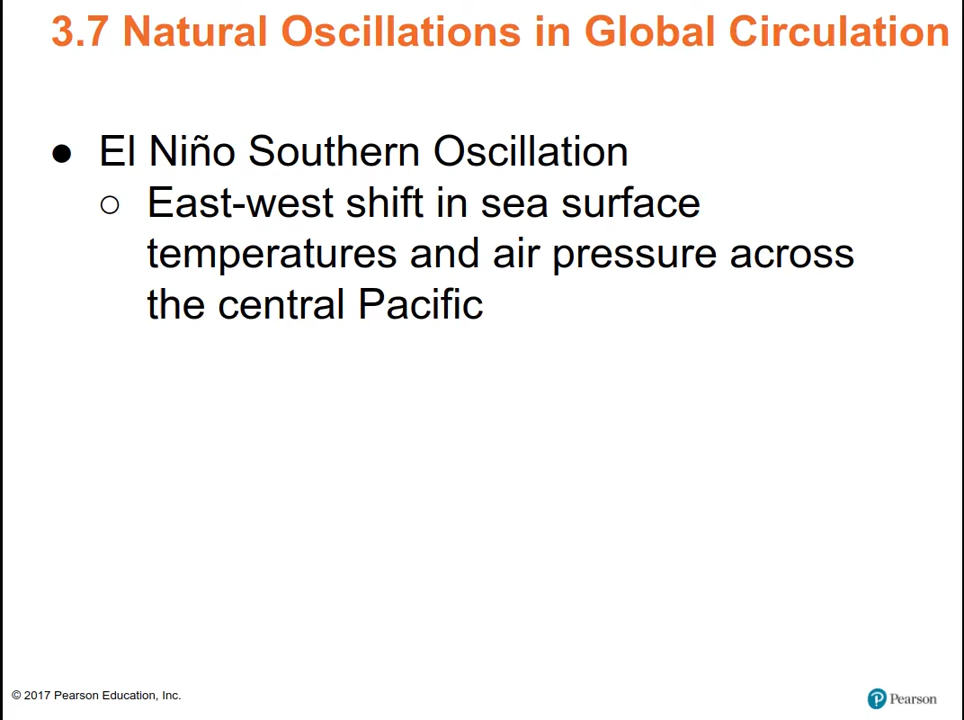 3.7 Natural Oscillations in Global Circulation
● El Niño Southern Oscillation
○ East-west shift in sea surface
temperatures and air pressure across
the central Pacific
© 2017 Pearson Education, Inc.
Pearson